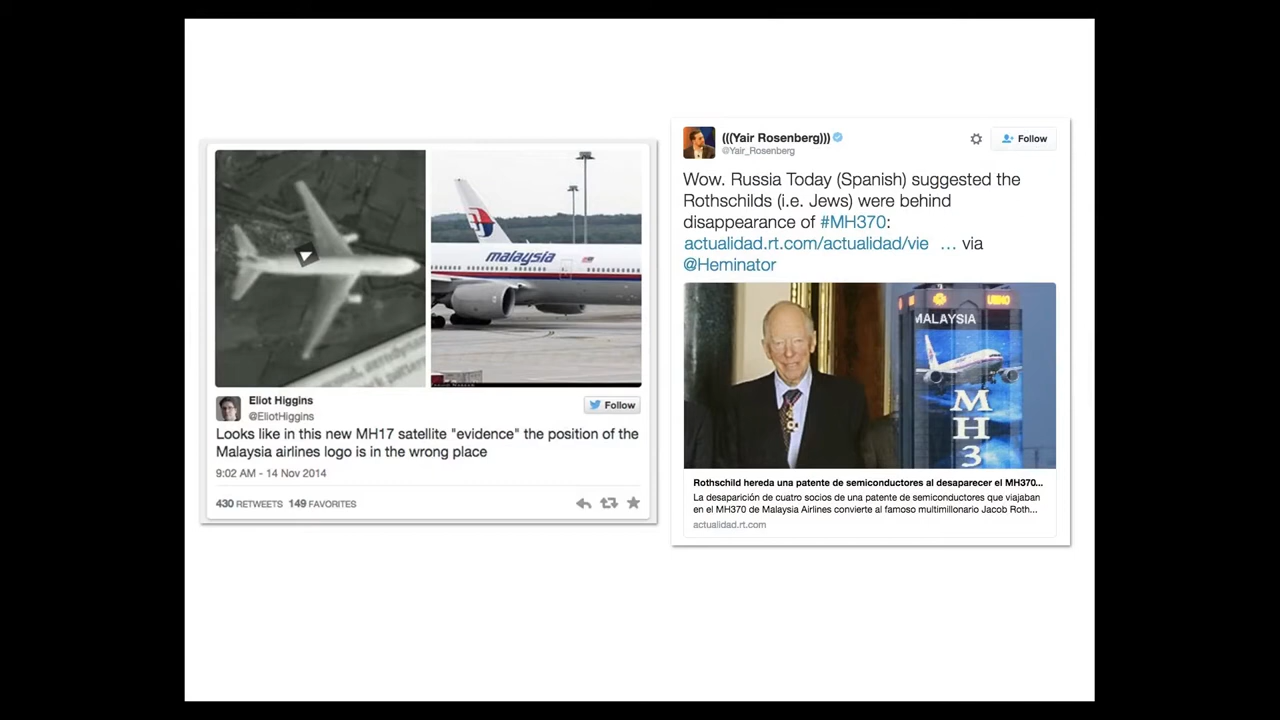 malaysia
Eliot Higgins
@EliotHiggins
Follow
Looks like in this new MH17 satellite "evidence" the position of the
Malaysia airlines logo is in the wrong place
9:02 AM - 14 Nov 2014
430 RETWEETS 149 FAVORITES
(((Yair Rosenberg)))
@Yair_Rosenberg
Follow
Wow. Russia Today (Spanish) suggested the
Rothschilds (i.e. Jews) were behind
disappearance of #MH370:
actualidad.rt.com/actualidad/vie … via
@Heminator
MALAYSIA
M
H
3
Rothschild hereda una patente de semiconductores al desaparecer el MH370...
La desaparición de cuatro socios de una patente de semiconductores que viajaban
en el MH370 de Malaysia Airlines convierte al famoso multimillonario Jacob Roth...
actualidad.rt.com